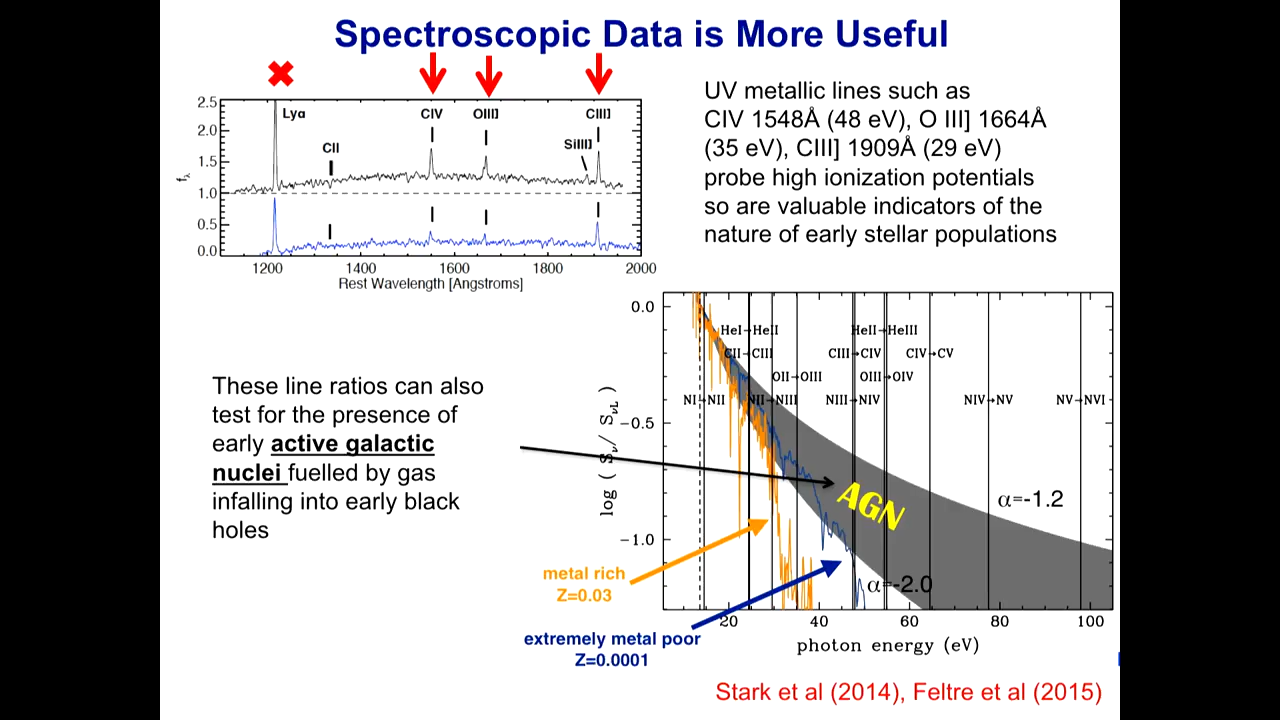 Spectroscopic Data is More Useful
UV metallic lines such as
CIV 1548Å (48 eV), O III] 1664Å
(35 eV), CIII] 1909Å (29 eV)
probe high ionization potentials
so are valuable indicators of the
nature of early stellar populations
2.5
2.0
1.5
1.0
0.5
0.0
fλ
Lyα
CII
CIV
OIII]
SiIII]
CIII]
1200 1400 1600 1800 2000
Rest Wavelength [Angstroms]
These line ratios can also
test for the presence of
early active galactic
nuclei fuelled by gas
infalling into early black
holes
0.0
−0.5
−1.0
log ( Sν/ SνL )
HeI→HeII HeII→HeIII
CII→CIII CIII→CIV CIV→CV
OII→OIII OIII→OIV
NI→NII NII→NIII NIII→NIV NIV→NV NV→NVI
AGN
α=-1.2
α=-2.0
metal rich
Z=0.03
extremely metal poor
Z=0.0001
20 40 60 80 100
photon energy (eV)
Stark et al (2014), Feltre et al (2015)